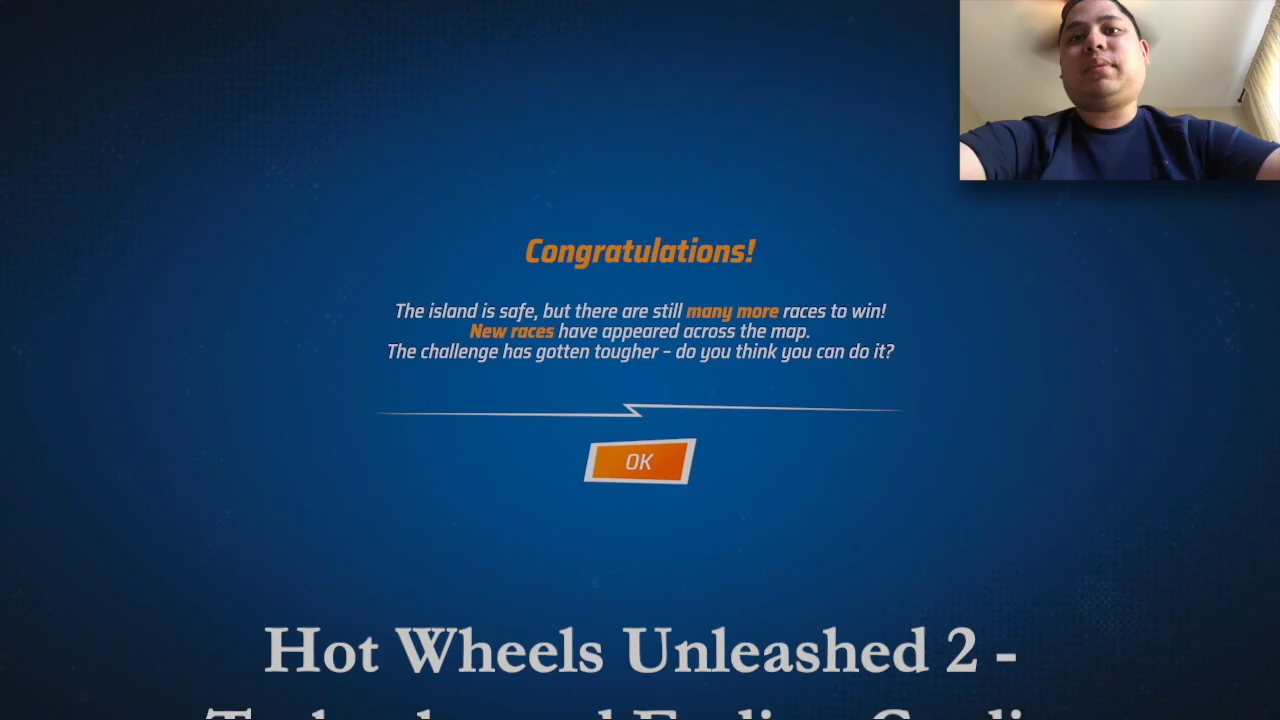 Congratulations!
The island is safe, but there are still many more races to win!
New races have appeared across the map.
The challenge has gotten tougher – do you think you can do it?
OK
Hot Wheels Unleashed 2 -